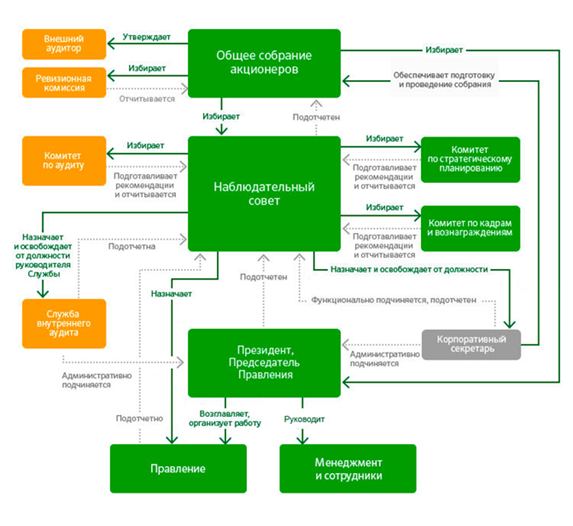 Внешний
аудитор
Утверждает
Общее собрание
акционеров
Избирает
Ревизионная
комиссия
Избирает
Отчитывается
Обеспечивает подготовку
и проведение собрания
Избирает
Подотчетен
Комитет
по аудиту
Избирает
Подготавливает
рекомендации
и отчитывается
Наблюдательный
совет
Избирает
Подготавливает
рекомендации
и отчитывается
Комитет
по стратегическому
планированию
Избирает
Подготавливает
рекомендации
и отчитывается
Комитет по кадрам
и вознаграждениям
Назначает
и освобождает
от должности
руководителя
Службы
Подотчетна
Назначает
Подотчетен
Назначает и освобождает от должности
Функционально подчиняется, подотчетен
Служба
внутреннего
аудита
Президент,
Председатель
Правления
Корпоративный
секретарь
Административно
подчиняется
Административно
подчиняется
Подотчетно
Возглавляет,
организует работу
Руководит
Правление
Менеджмент
и сотрудники